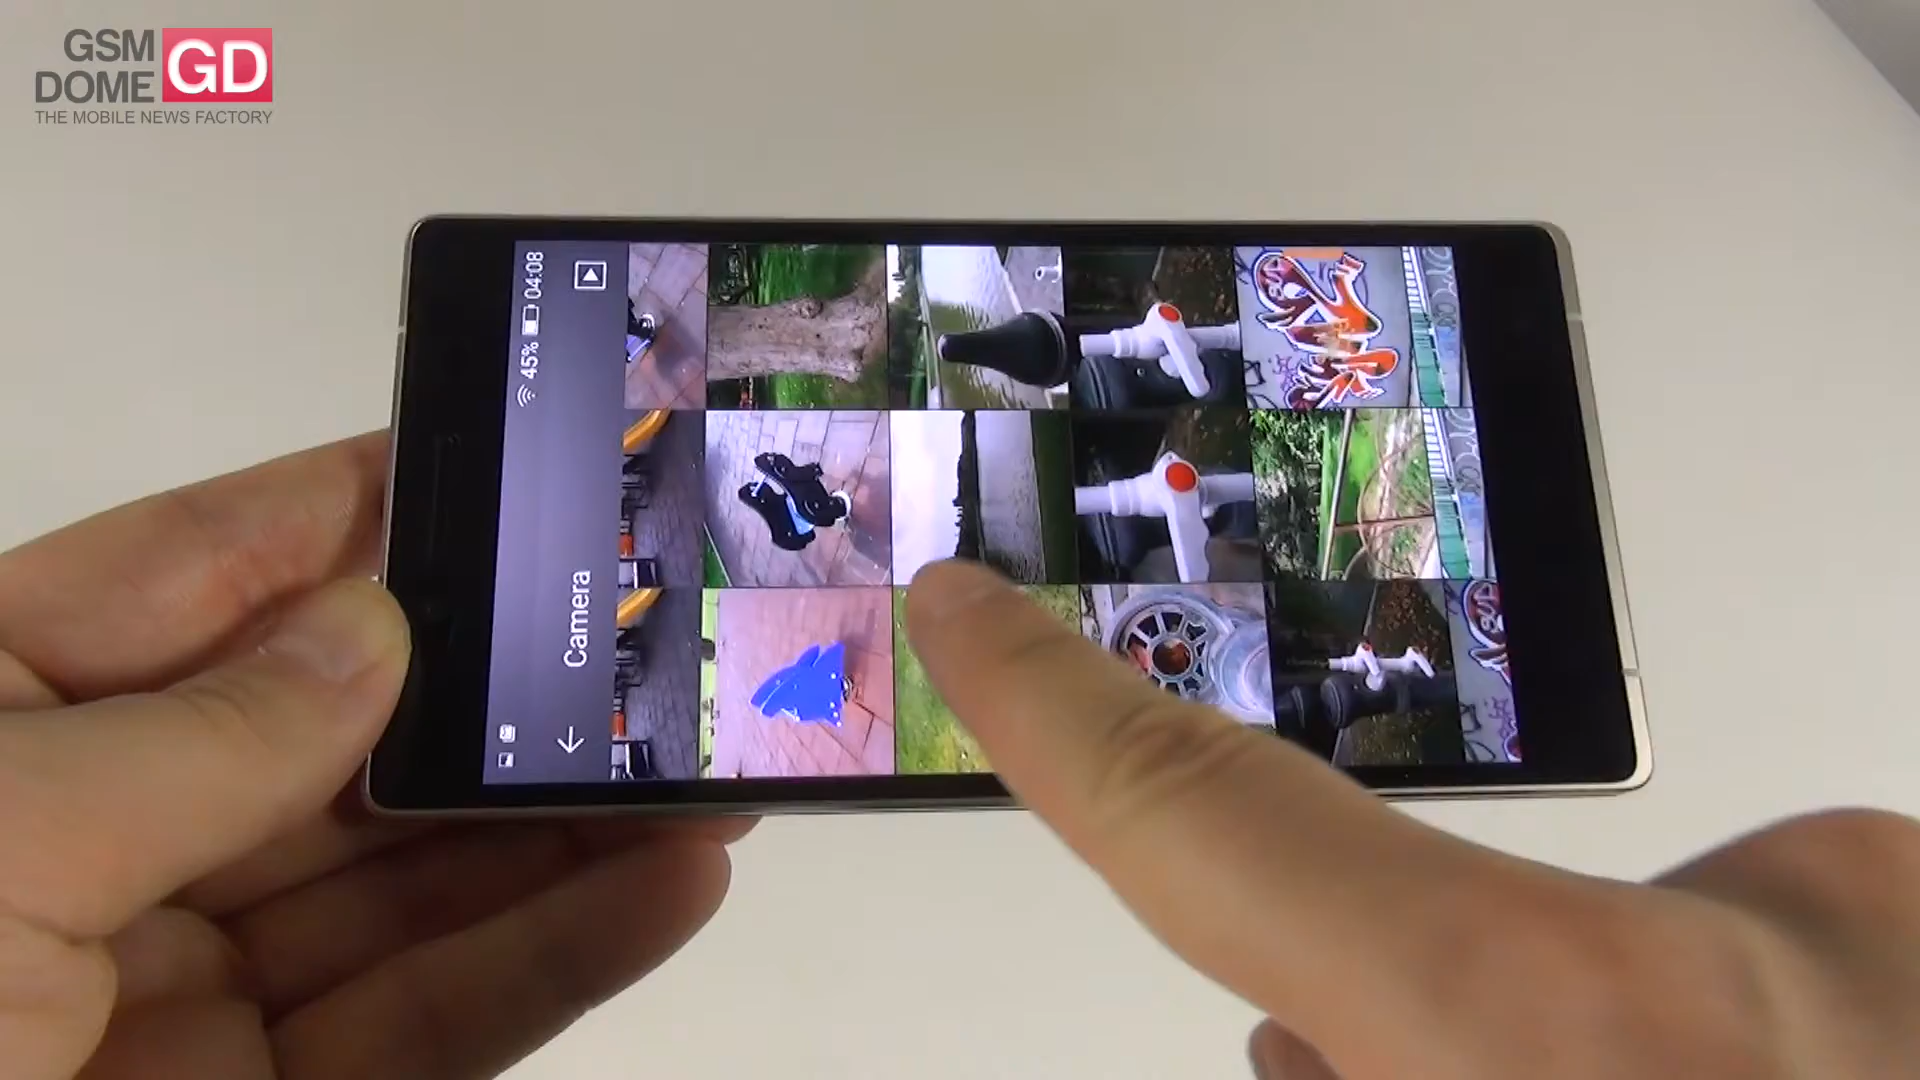 GSM
DOME
GD
THE MOBILE NEWS FACTORY
45% 04:08
Camera